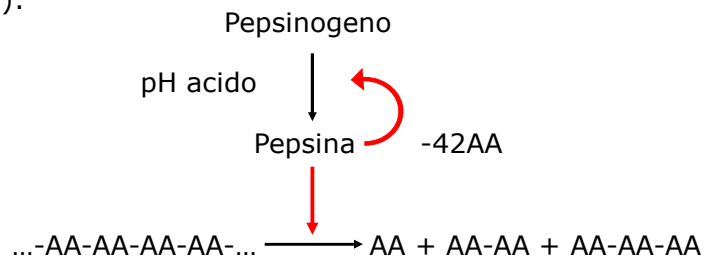 ).
Pepsinogeno
pH acido
Pepsina -42AA
...-AA-AA-AA-AA-... AA + AA-AA + AA-AA-AA